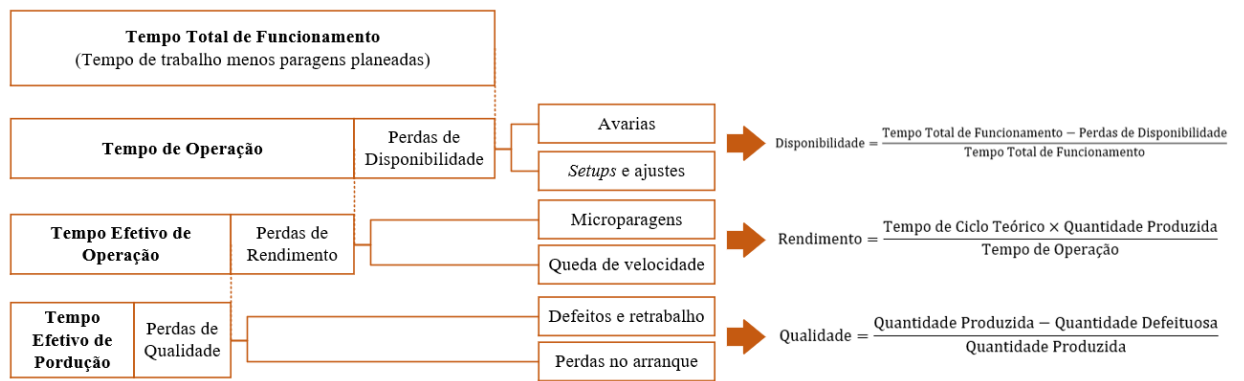 Tempo Total de Funcionamento
(Tempo de trabalho menos paragens planeadas)
Tempo de Operação
Perdas de
Disponibilidade
Avarias
Setups e ajustes
Disponibilidade = Tempo Total de Funcionamento − Perdas de Disponibilidade
Tempo Total de Funcionamento
Tempo Efetivo de
Operação
Perdas de
Rendimento
Microparagens
Queda de velocidade
Rendimento = Tempo de Ciclo Teórico × Quantidade Produzida
Tempo de Operação
Tempo
Efetivo de
Pordução
Perdas de
Qualidade
Defeitos e retrabalho
Perdas no arranque
Qualidade = Quantidade Produzida − Quantidade Defeituosa
Quantidade Produzida